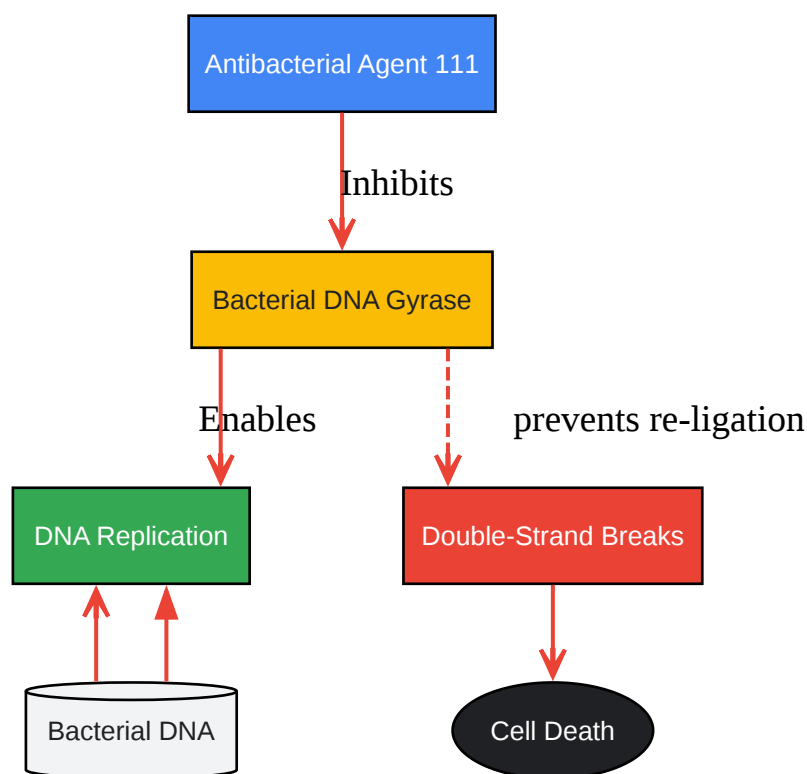 Antibacterial Agent 111
Inhibits
Bacterial DNA Gyrase
Enables
prevents re-ligation
DNA Replication
Double-Strand Breaks
Bacterial DNA
Cell Death